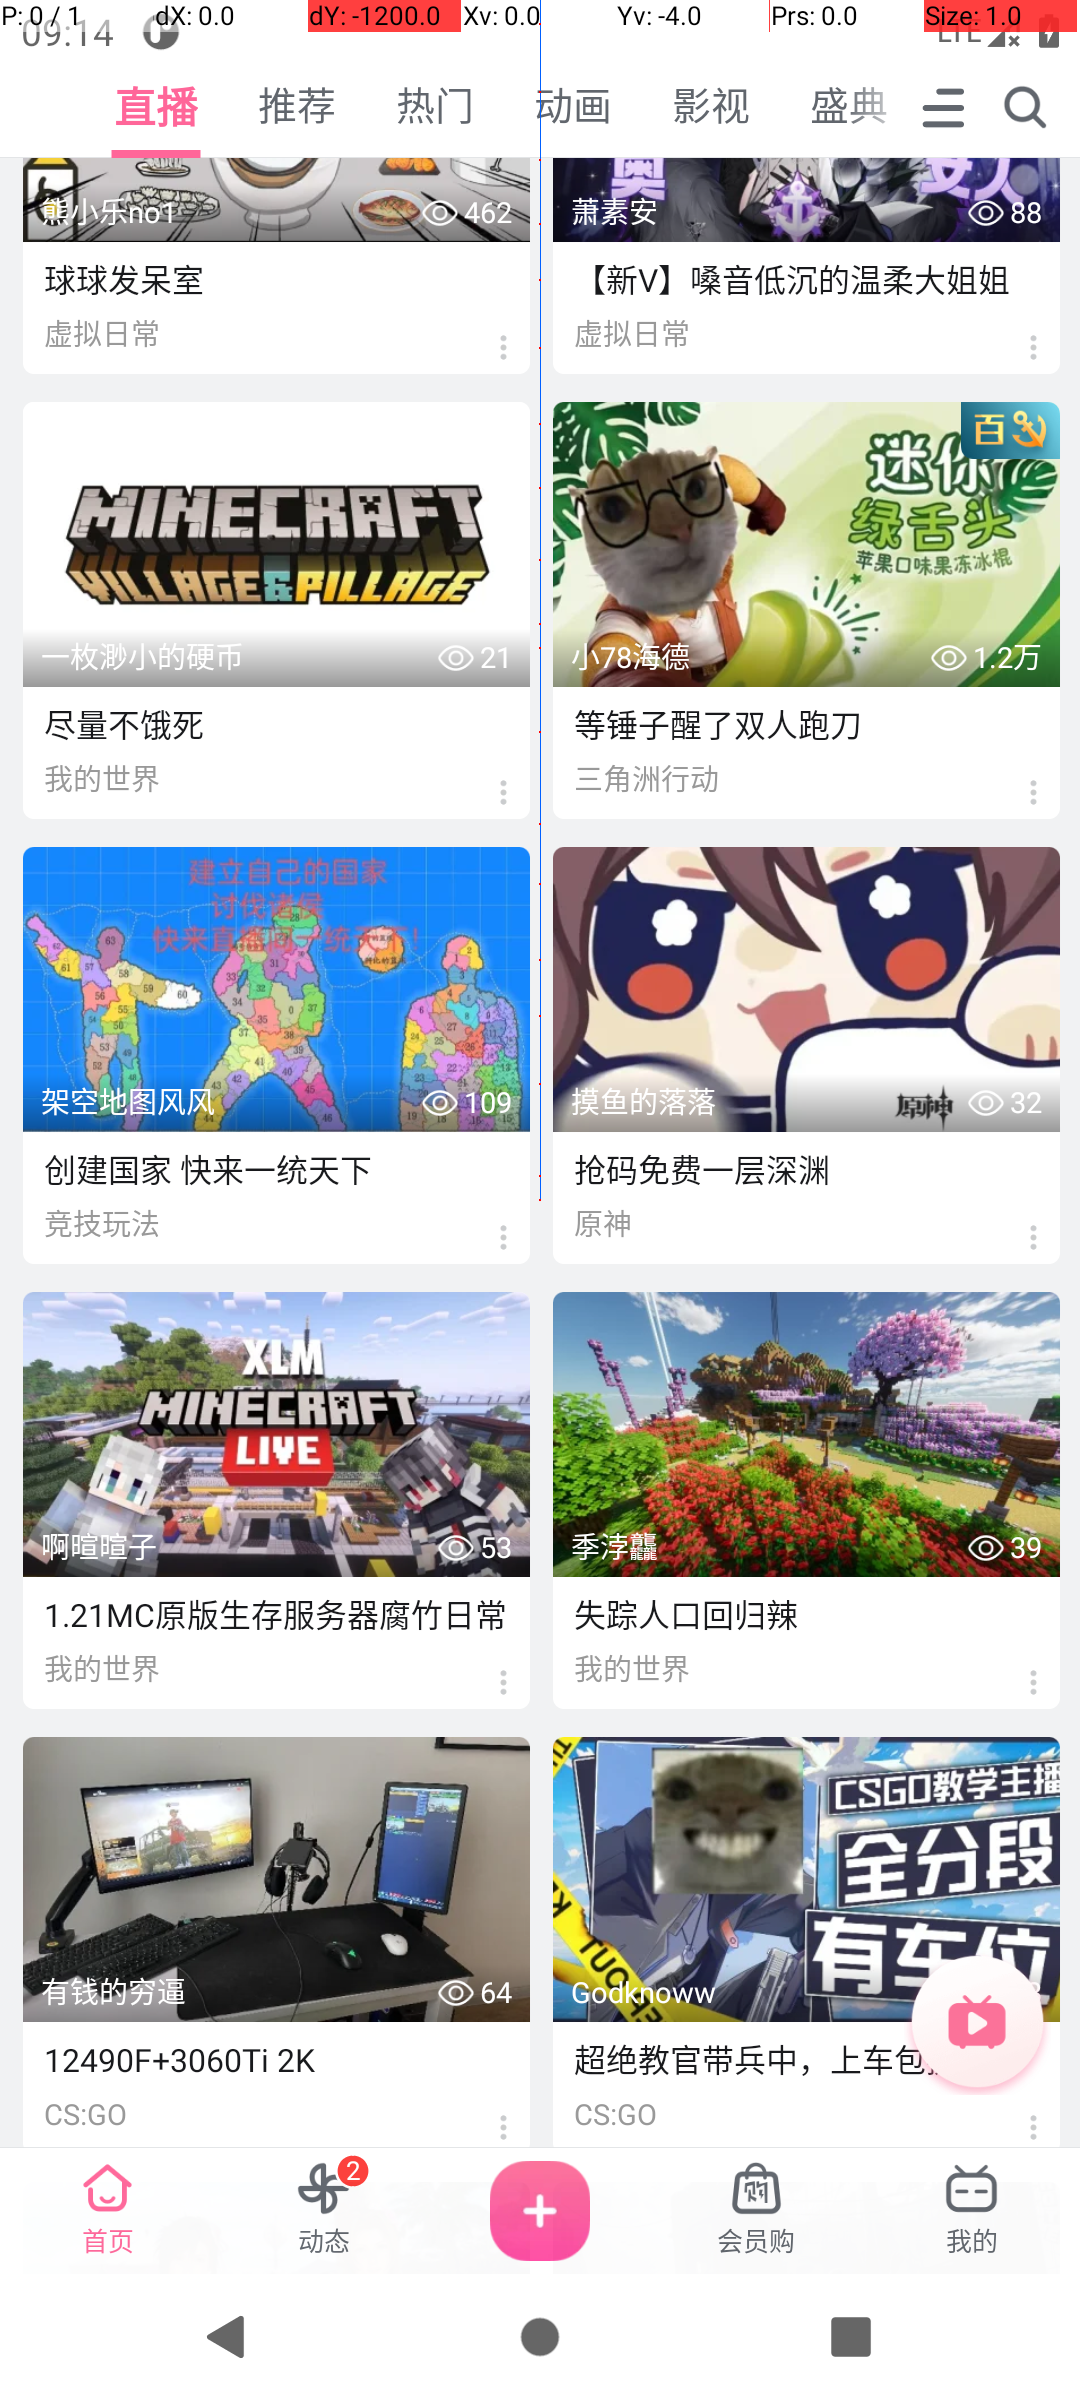 P: 0 / 1 dX: 0.0 dY: -1200.0 Xv: 0.0 Yv: -4.0 Prs: 0.0 Size: 1.0
09:14 LTE
直播 推荐 热门 动画 影视 盛典
熊小乐no1 462
球球发呆室
虚拟日常
萧素安 88
【新V】嗓音低沉的温柔大姐姐
虚拟日常
MINECRAFT
VILLAGE & PILLAGE
一枚渺小的硬币 21
尽量不饿死
我的世界
百
迷你
绿舌头
苹果口味果冻冰棍
小78海德 1.2万
等锤子醒了双人跑刀
三角洲行动
建立自己的国家
讨伐诸侯
架空地图风风 109
创建国家 快来一统天下
竞技玩法
原神
摸鱼的落落 32
抢码免费一层深渊
原神
XLM
MINECRAFT
LIVE
啊暄暄子 53
1.21MC原版生存服务器腐竹日常
我的世界
季浡龘 39
失踪人口回归辣
我的世界
有钱的穷逼 64
12490F+3060Ti 2K
CS:GO
CSGO教学主播
全分段
有车位
Godknoww
超绝教官带兵中，上车包
CS:GO
首页 动态 2 会员购 我的